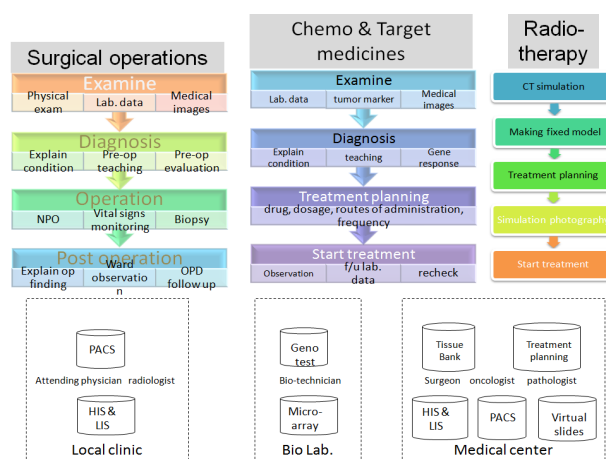 Surgical operations
Examine
Physical exam
Lab. data
Medical images
Diagnosis
Explain condition
Pre-op teaching
Pre-op evaluation
Operation
NPO
Vital signs monitoring
Biopsy
Post operation
Explain op finding
Ward observatio n
OPD follow up
Chemo & Target
medicines
Examine
Lab. data
tumor marker
Medical images
Diagnosis
Explain condition
teaching
Gene response
Treatment planning
drug, dosage, routes of administration,
frequency
Start treatment
Observation
f/u lab. data
recheck
Radio-
therapy
CT simulation
Making fixed model
Treatment planning
Simulation photography
Start treatment
PACS
Attending physician radiologist
HIS &
LIS
Local clinic
Geno
test
Bio-technician
Micro-
array
Bio Lab.
Tissue
Bank
Treatment
planning
Surgeon oncologist pathologist
HIS &
LIS
PACS
Virtual
slides
Medical center